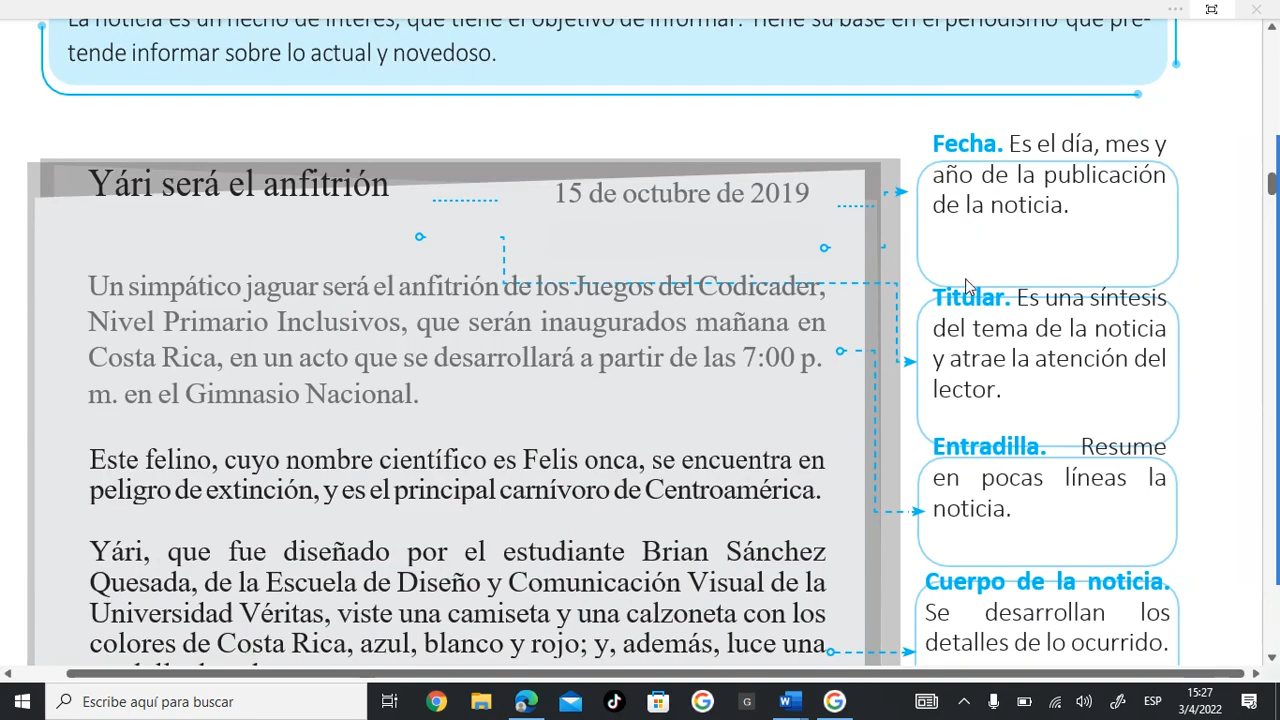 La noticia es un hecho de interés, que tiene el objetivo de informar. Tiene su base en el periodismo que pre-
tende informar sobre lo actual y novedoso.
Yári será el anfitrión
15 de octubre de 2019
Un simpático jaguar será el anfitrión de los Juegos del Codicader,
Nivel Primario Inclusivos, que serán inaugurados mañana en
Costa Rica, en un acto que se desarrollará a partir de las 7:00 p.
m. en el Gimnasio Nacional.
Este felino, cuyo nombre científico es Felis onca, se encuentra en
peligro de extinción, y es el principal carnívoro de Centroamérica.
Yári, que fue diseñado por el estudiante Brian Sánchez
Quesada, de la Escuela de Diseño y Comunicación Visual de la
Universidad Véritas, viste una camiseta y una calzoneta con los
colores de Costa Rica, azul, blanco y rojo; y, además, luce una
Fecha. Es el día, mes y
año de la publicación
de la noticia.
Titular. Es una síntesis
del tema de la noticia
y atrae la atención del
lector.
Entradilla. Resume
en pocas líneas la
noticia.
Cuerpo de la noticia.
Se desarrollan los
detalles de lo ocurrido.
Escribe aquí para buscar
ESP
15:27
3/4/2022